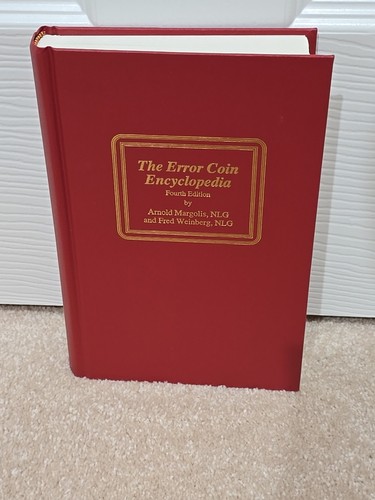 The Error Coin
Encyclopedia
Fourth Edition
by
Arnold Margolis, NLG
and Fred Weinberg, NLG